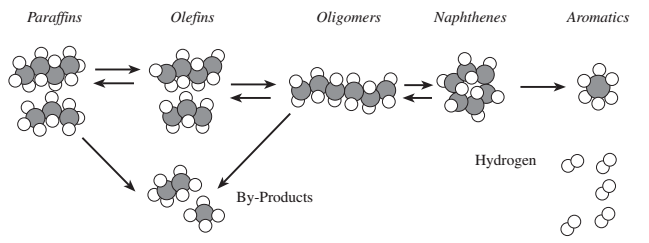 Paraffins Olefins Oligomers Naphthenes Aromatics
Hydrogen
By-Products